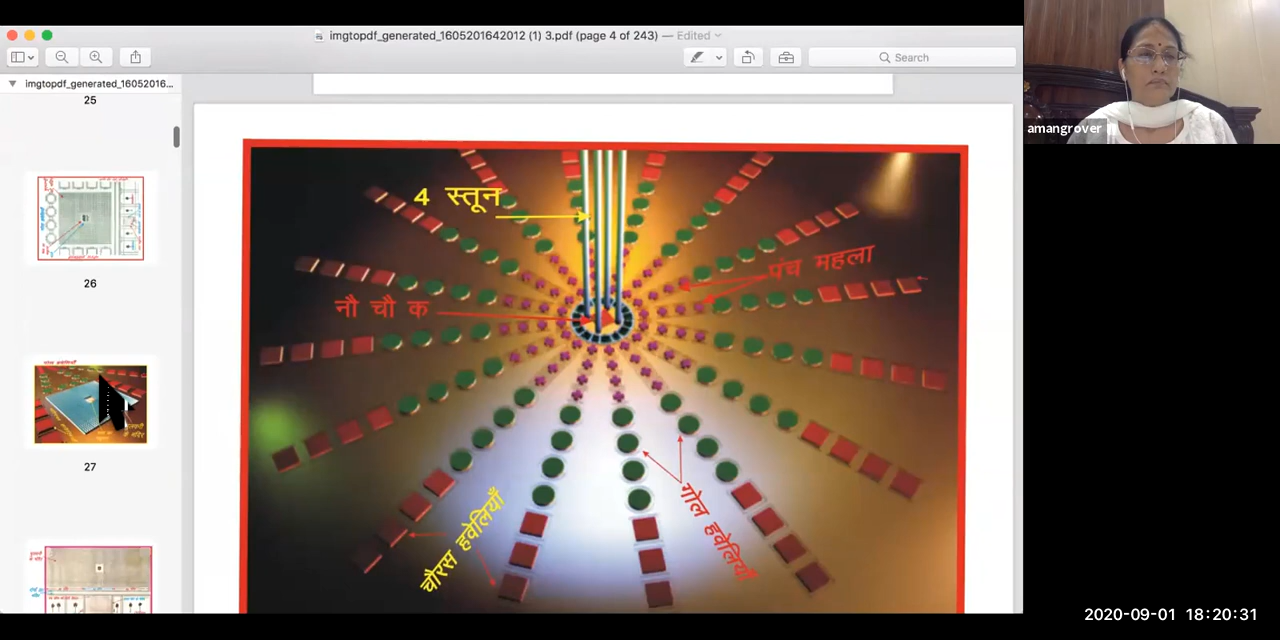 imgtopdf_generated_1605201642012 (1) 3.pdf (page 4 of 243) — Edited
Search
imgtopdf_generated_16052016...
25
26
27
4 स्तून
पंच महला
नौ चौ क
चौरस हवेलियाँ
गोल हवेलियाँ
amangrover
2020-09-01 18:20:31